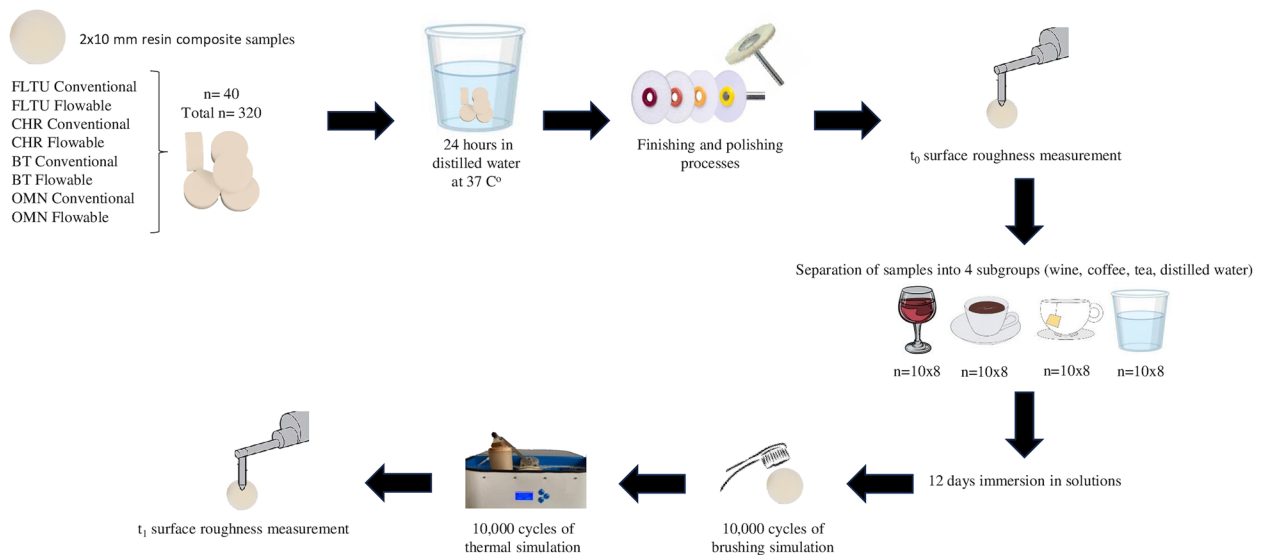 2x10 mm resin composite samples
FLTU Conventional
FLTU Flowable
CHR Conventional
CHR Flowable
BT Conventional
BT Flowable
OMN Conventional
OMN Flowable
n= 40
Total n= 320
24 hours in
distilled water
at 37 Cº
Finishing and polishing
processes
t₀ surface roughness measurement
Separation of samples into 4 subgroups (wine, coffee, tea, distilled water)
n=10x8
n=10x8
n=10x8
n=10x8
12 days immersion in solutions
10,000 cycles of
brushing simulation
10,000 cycles of
thermal simulation
t₁ surface roughness measurement